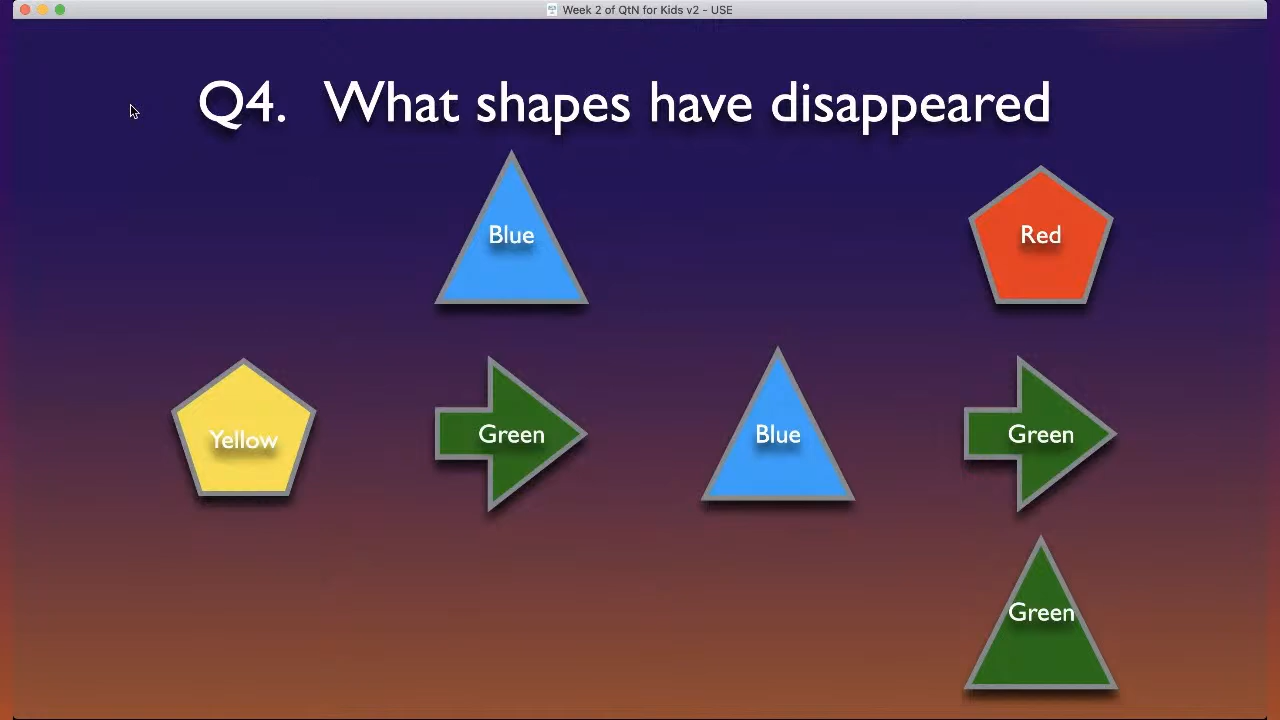 Week 2 of QtN for Kids v2 - USE
Q4. What shapes have disappeared
Blue
Red
Yellow
Green
Blue
Green
Green